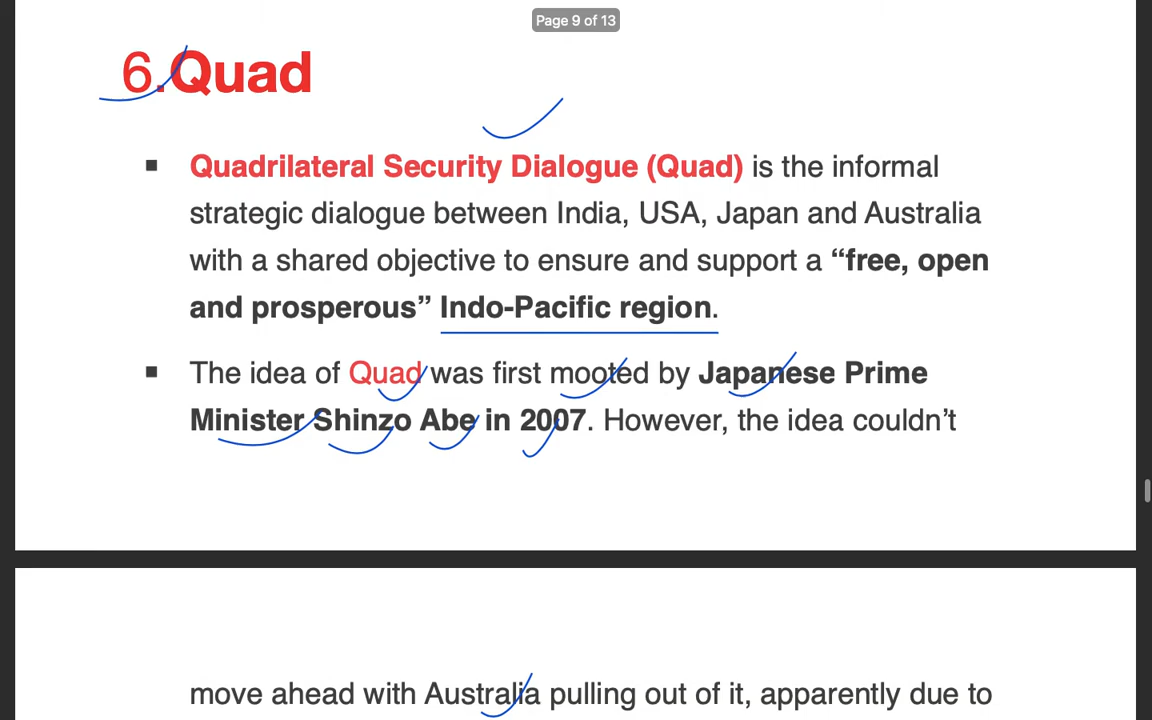 Page 9 of 13
6.Quad
▪ Quadrilateral Security Dialogue (Quad) is the informal
strategic dialogue between India, USA, Japan and Australia
with a shared objective to ensure and support a “free, open
and prosperous” Indo-Pacific region.
▪ The idea of Quad was first mooted by Japanese Prime
Minister Shinzo Abe in 2007. However, the idea couldn’t
move ahead with Australia pulling out of it, apparently due to